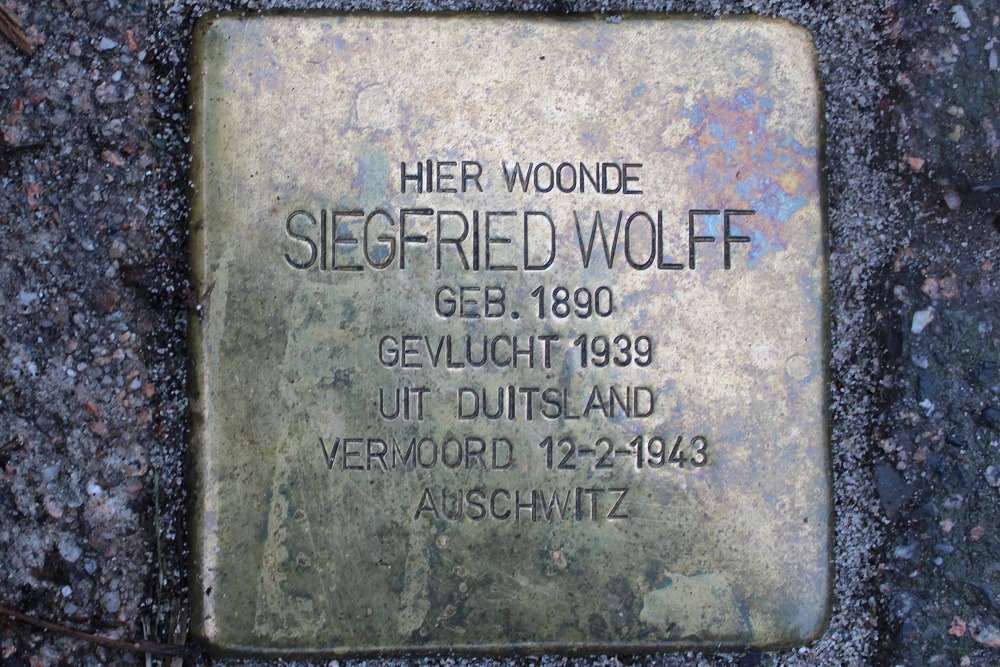 HIER WOONDE
SIEGFRIED WOLFF
GEB. 1890
GEVLUCHT 1939
UIT DUITSLAND
VERMOORD 12-2-1943
AUSCHWITZ